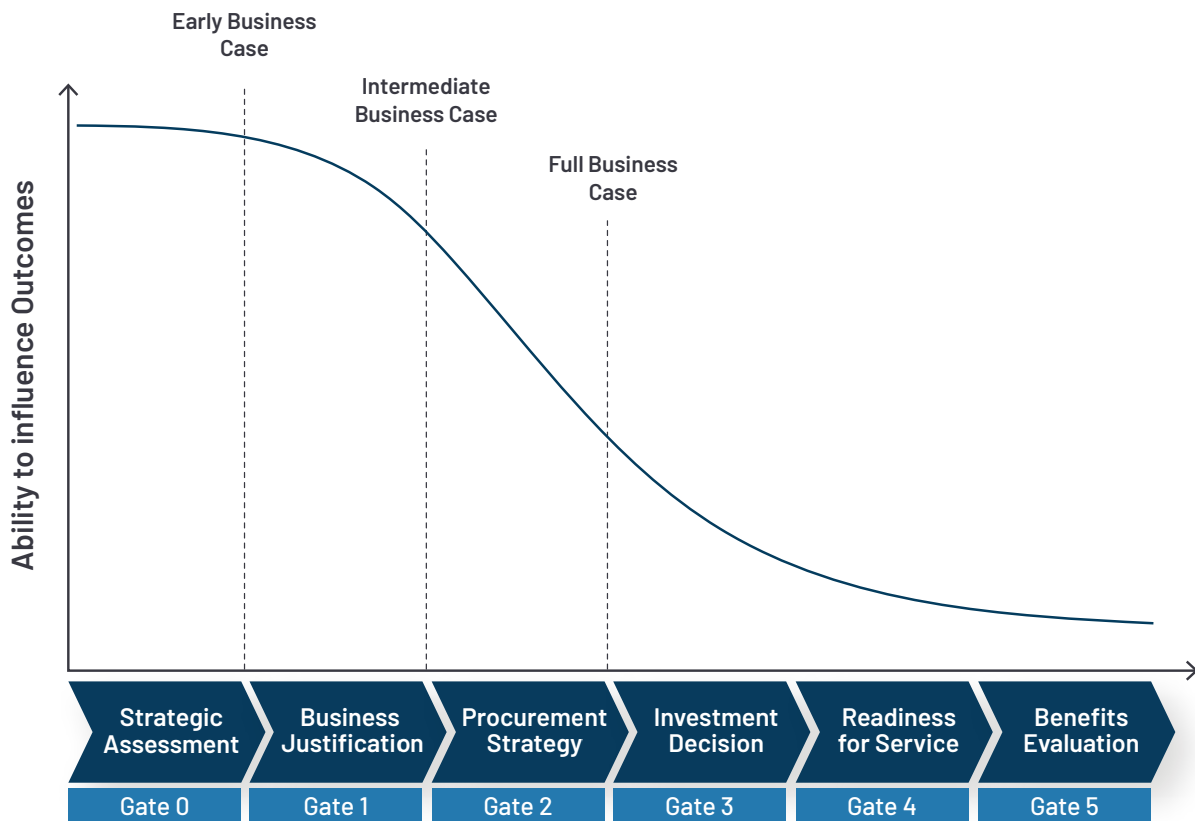 Early Business
Case
Intermediate
Business Case
Full Business
Case
Ability to influence Outcomes
Strategic
Assessment
Business
Justification
Procurement
Strategy
Investment
Decision
Readiness
for Service
Benefits
Evaluation
Gate 0
Gate 1
Gate 2
Gate 3
Gate 4
Gate 5